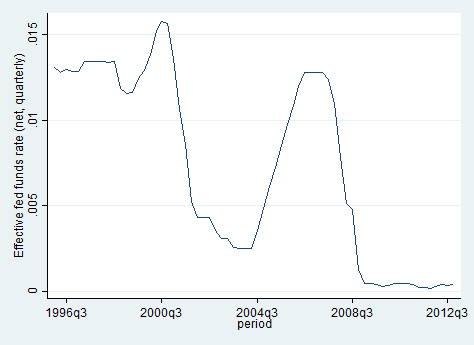 Effective fed funds rate (net, quarterly)
.015
.01
.005
0
1996q3 2000q3 2004q3 2008q3 2012q3
period